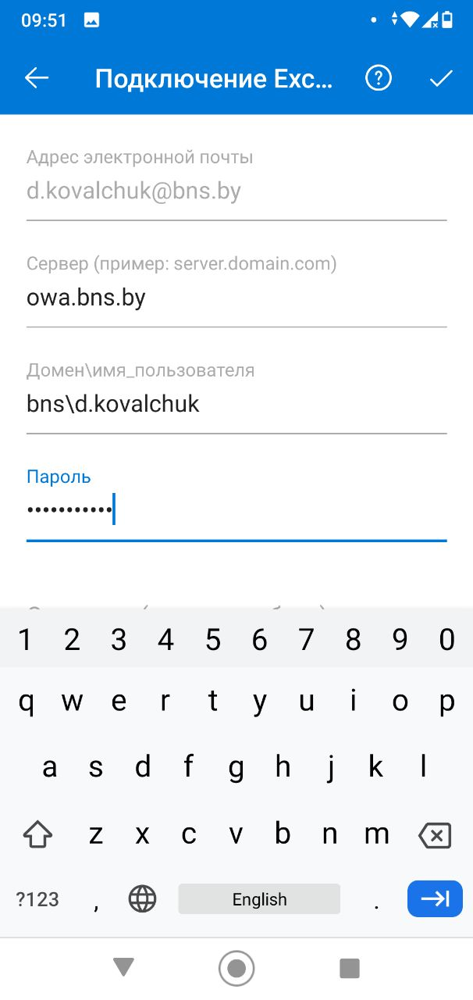 09:51
Подключение Exc...
Адрес электронной почты
d.kovalchuk@bns.by
Сервер (пример: server.domain.com)
owa.bns.by
Домен\имя_пользователя
bns\d.kovalchuk
Пароль
•••••••••••
1 2 3 4 5 6 7 8 9 0
q w e r t y u i o p
a s d f g h j k l
z x c v b n m
?123 , English .